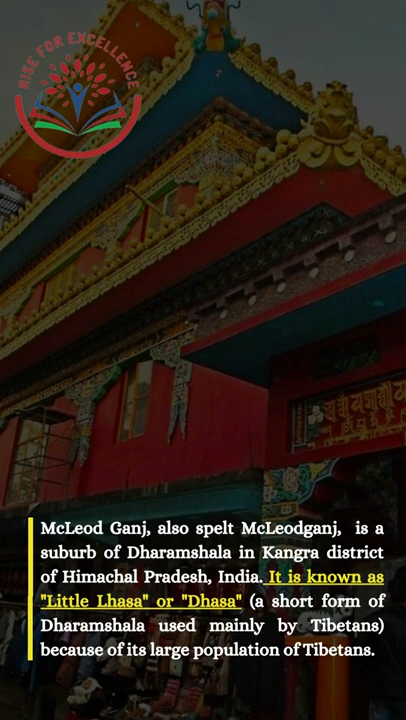 RISE FOR EXCELLENCE
McLeod Ganj, also spelt McLeodganj, is a
suburb of Dharamshala in Kangra district
of Himachal Pradesh, India. It is known as
"Little Lhasa" or "Dhasa" (a short form of
Dharamshala used mainly by Tibetans)
because of its large population of Tibetans.